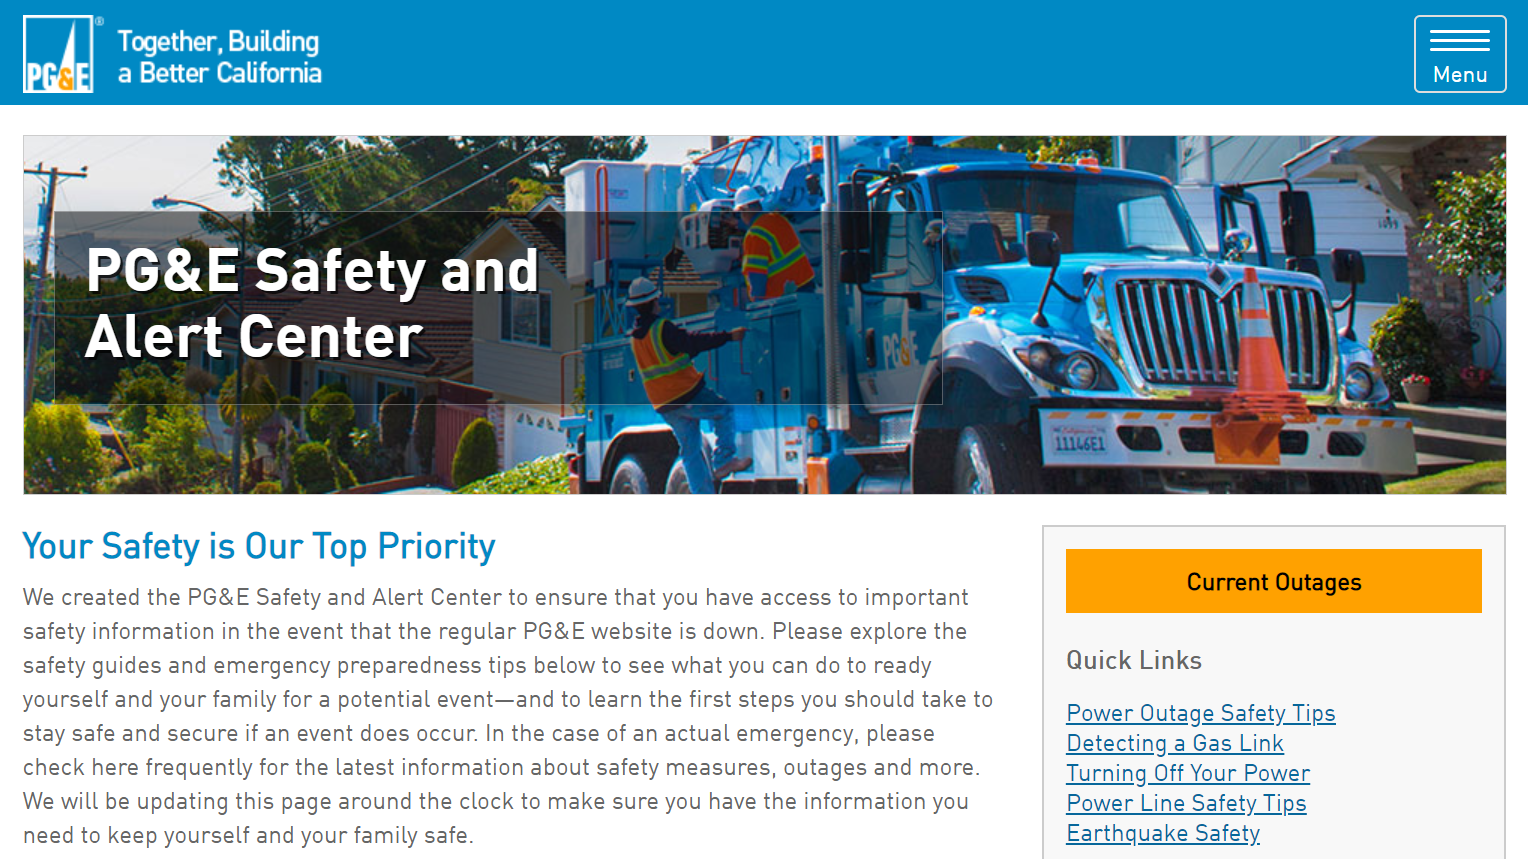 PG&E®
Together, Building
a Better California
Menu
PG&E Safety and
Alert Center
PG&E
1099
California
11146E1
Your Safety is Our Top Priority
We created the PG&E Safety and Alert Center to ensure that you have access to important
safety information in the event that the regular PG&E website is down. Please explore the
safety guides and emergency preparedness tips below to see what you can do to ready
yourself and your family for a potential event—and to learn the first steps you should take to
stay safe and secure if an event does occur. In the case of an actual emergency, please
check here frequently for the latest information about safety measures, outages and more.
We will be updating this page around the clock to make sure you have the information you
need to keep yourself and your family safe.
Current Outages
Quick Links
Power Outage Safety Tips
Detecting a Gas Link
Turning Off Your Power
Power Line Safety Tips
Earthquake Safety